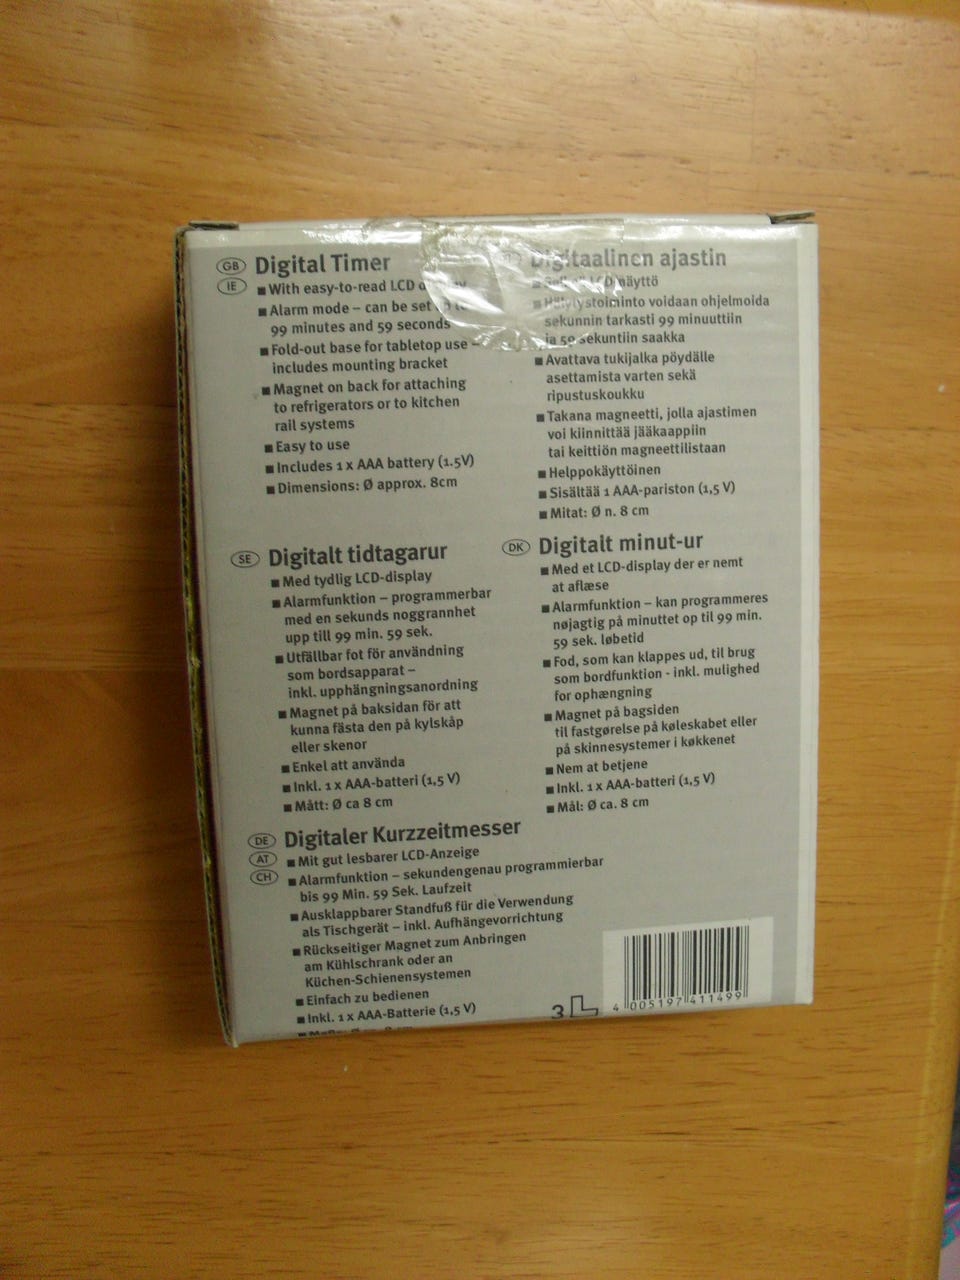 GB Digital Timer
IE
■ With easy-to-read LCD
■ Alarm mode – can be set
99 minutes and 59 seconds
■ Fold-out base for tabletop use –
includes mounting bracket
■ Magnet on back for attaching
to refrigerators or to kitchen
rail systems
■ Easy to use
■ Includes 1 x AAA battery (1.5V)
■ Dimensions: Ø approx. 8cm
Digitaalinen ajastin
LCD-näyttö
■ Hälytystoiminto voidaan ohjelmoida
sekunnin tarkasti 99 minuuttiin
ja 59 sekuntiin saakka
■ Avattava tukijalka pöydälle
asettamista varten sekä
ripustuskoukku
■ Takana magneetti, jolla ajastimen
voi kiinnittää jääkaappiin
tai keittiön magneettilistaan
■ Helppokäyttöinen
■ Sisältää 1 AAA-pariston (1,5 V)
■ Mitat: Ø n. 8 cm
SE Digitalt tidtagarur
■ Med tydlig LCD-display
■ Alarmfunktion – programmerbar
med en sekunds noggrannhet
upp till 99 min. 59 sek.
■ Utfällbar fot för användning
som bordsapparat –
inkl. upphängningsanordning
■ Magnet på baksidan för att
kunna fästa den på kylskåp
eller skenor
■ Enkel att använda
■ Inkl. 1 x AAA-batteri (1,5 V)
■ Mått: Ø ca 8 cm
DK Digitalt minut-ur
■ Med et LCD-display der er nemt
at aflæse
■ Alarmfunktion – kan programmeres
nøjagtig på minuttet op til 99 min.
59 sek. løbetid
■ Fod, som kan klappes ud, til brug
som bordfunktion - inkl. mulighed
for ophængning
■ Magnet på bagsiden
til fastgørelse på køleskabet eller
på skinnesystemer i køkkenet
■ Nem at betjene
■ Inkl. 1 x AAA-batteri (1,5 V)
■ Mål: Ø ca. 8 cm
DE Digitaler Kurzzeitmesser
AT
CH
■ Mit gut lesbarer LCD-Anzeige
■ Alarmfunktion – sekundengenau programmierbar
bis 99 Min. 59 Sek. Laufzeit
■ Ausklappbarer Standfuß für die Verwendung
als Tischgerät – inkl. Aufhängevorrichtung
■ Rückseitiger Magnet zum Anbringen
am Kühlschrank oder an
Küchen-Schienensystemen
■ Einfach zu bedienen
■ Inkl. 1 x AAA-Batterie (1,5 V)
3
4 005197 411499